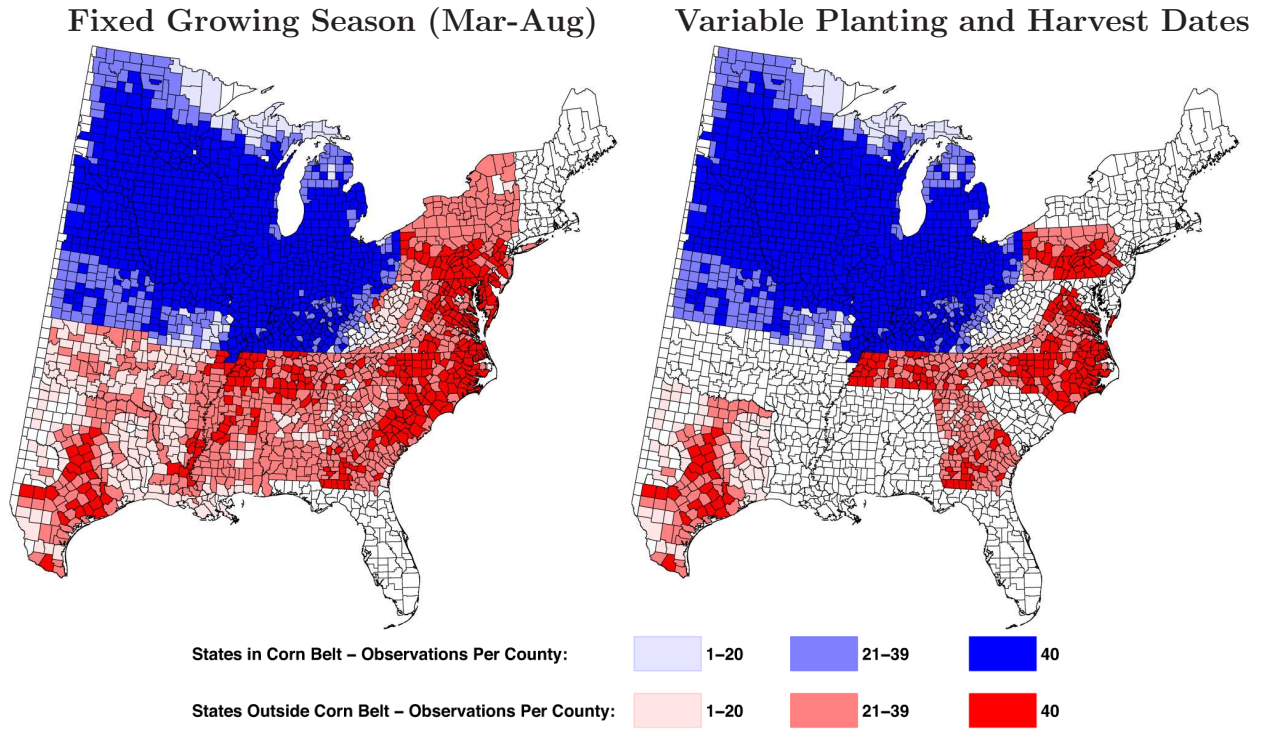 Fixed Growing Season (Mar-Aug)
Variable Planting and Harvest Dates
States in Corn Belt – Observations Per County: 1–20 21–39 40
States Outside Corn Belt – Observations Per County: 1–20 21–39 40